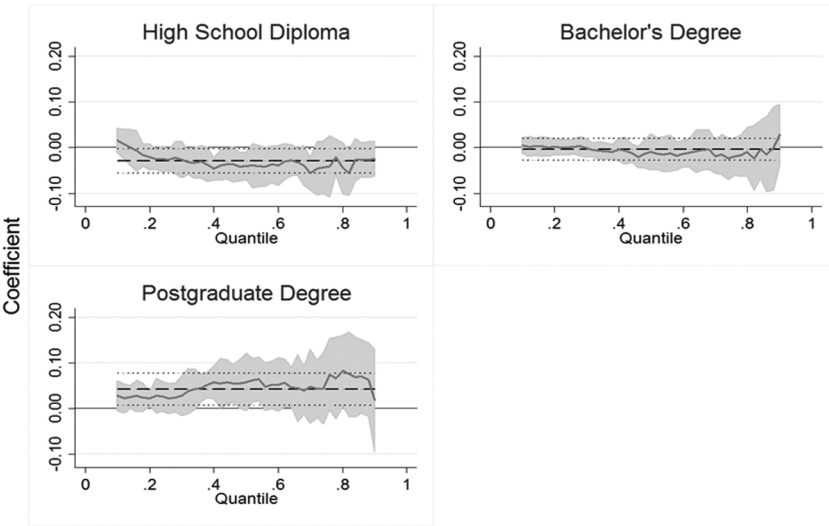 Coefficient
High School Diploma
0.20
0.10
0.00
-0.10
0 .2 .4 .6 .8 1
Quantile
Bachelor's Degree
0.20
0.10
0.00
-0.10
0 .2 .4 .6 .8 1
Quantile
Postgraduate Degree
0.20
0.10
0.00
-0.10
0 .2 .4 .6 .8 1
Quantile